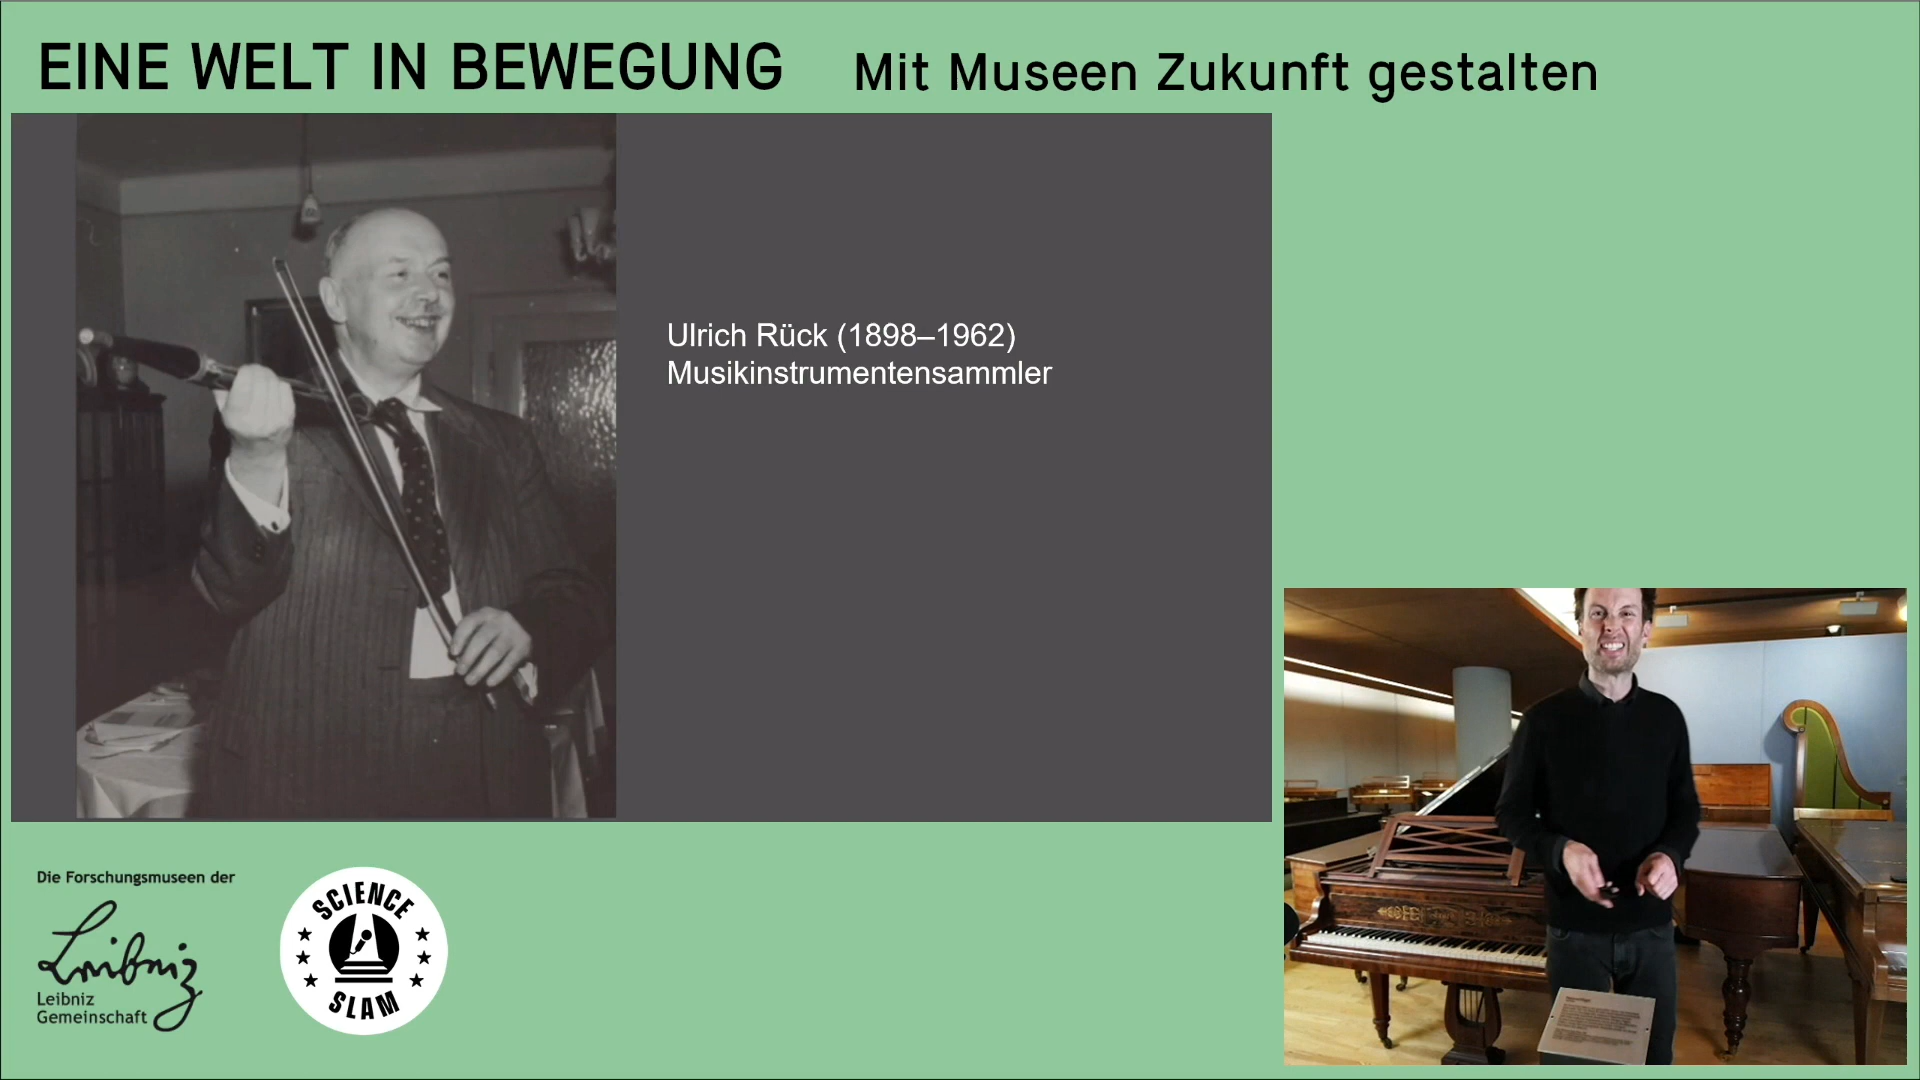 EINE WELT IN BEWEGUNG Mit Museen Zukunft gestalten
Ulrich Rück (1898–1962)
Musikinstrumentensammler
Die Forschungsmuseen der
Leibniz
Leibniz
Gemeinschaft
SCIENCE
SLAM